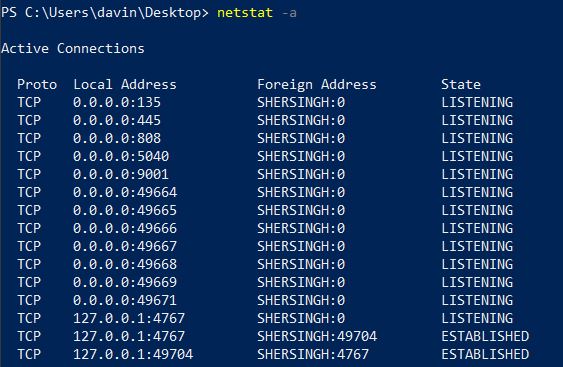 PS C:\Users\davin\Desktop> netstat -a
Active Connections
Proto Local Address Foreign Address State
TCP 0.0.0.0:135 SHERSINGH:0 LISTENING
TCP 0.0.0.0:445 SHERSINGH:0 LISTENING
TCP 0.0.0.0:808 SHERSINGH:0 LISTENING
TCP 0.0.0.0:5040 SHERSINGH:0 LISTENING
TCP 0.0.0.0:9001 SHERSINGH:0 LISTENING
TCP 0.0.0.0:49664 SHERSINGH:0 LISTENING
TCP 0.0.0.0:49665 SHERSINGH:0 LISTENING
TCP 0.0.0.0:49666 SHERSINGH:0 LISTENING
TCP 0.0.0.0:49667 SHERSINGH:0 LISTENING
TCP 0.0.0.0:49668 SHERSINGH:0 LISTENING
TCP 0.0.0.0:49669 SHERSINGH:0 LISTENING
TCP 0.0.0.0:49671 SHERSINGH:0 LISTENING
TCP 127.0.0.1:4767 SHERSINGH:0 LISTENING
TCP 127.0.0.1:4767 SHERSINGH:49704 ESTABLISHED
TCP 127.0.0.1:49704 SHERSINGH:4767 ESTABLISHED